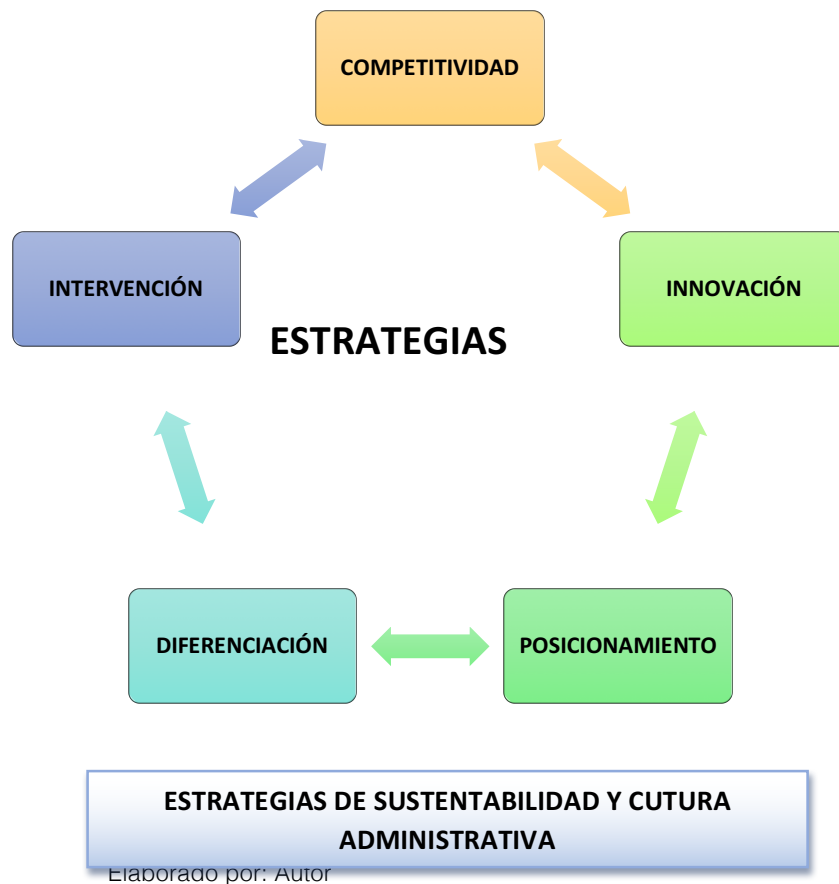 COMPETITIVIDAD
INTERVENCIÓN
INNOVACIÓN
ESTRATEGIAS
DIFERENCIACIÓN
POSICIONAMIENTO
ESTRATEGIAS DE SUSTENTABILIDAD Y CUTURA
ADMINISTRATIVA
Elaborado por: Autor